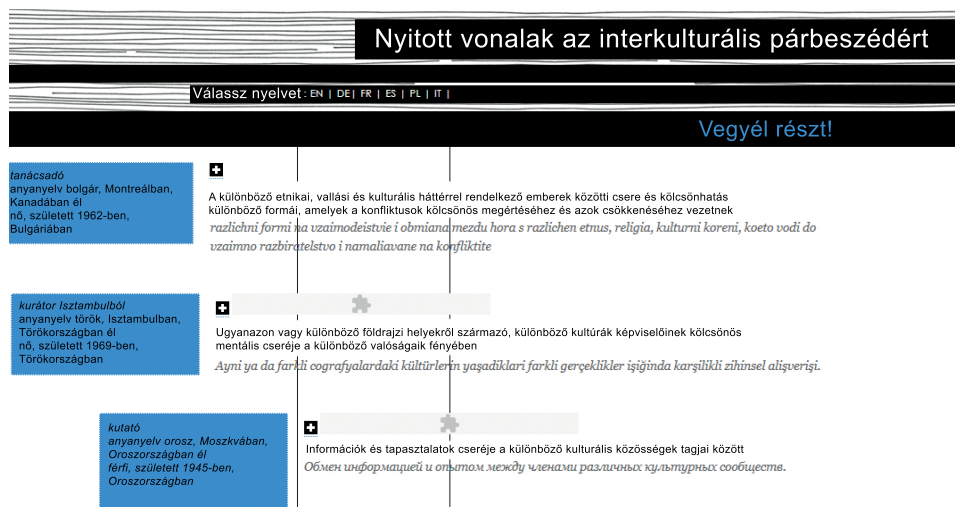 Nyitott vonalak az interkulturális párbeszédért
Válassz nyelvet : EN | DE | FR | ES | PL | IT |
Vegyél részt!
tanácsadó
anyanyelv bolgár, Montreálban,
Kanadában él
nő, született 1962-ben,
Bulgáriában
A különböző etnikai, vallási és kulturális háttérrel rendelkező emberek közötti csere és kölcsönhatás
különböző formái, amelyek a konfliktusok kölcsönös megértéséhez és azok csökkenéséhez vezetnek
razlichni formi na vzaimodeistvie i obmiana mezdu hora s razlichen etnus, religia, kulturni koreni, koeto vodi do
vzaimno razbiratelstvo i namaliavane na konfliktite
kurátor Isztambulból
anyanyelv török, Isztambulban,
Törökországban él
nő, született 1969-ben,
Törökországban
Ugyanazon vagy különböző földrajzi helyekről származó, különböző kultúrák képviselőinek kölcsönös
mentális cseréje a különböző valóságaik fényében
Ayni ya da farkli cografyalardaki kültürlerin yaşadiklari farkli gerçeklikler işiğinda karşilikli zihinsel alişverişi.
kutató
anyanyelv orosz, Moszkvában,
Oroszországban él
férfi, született 1945-ben,
Oroszországban
Információk és tapasztalatok cseréje a különböző kulturális közösségek tagjai között
Обмен информацией и опытом между членами различных культурных сообществ.